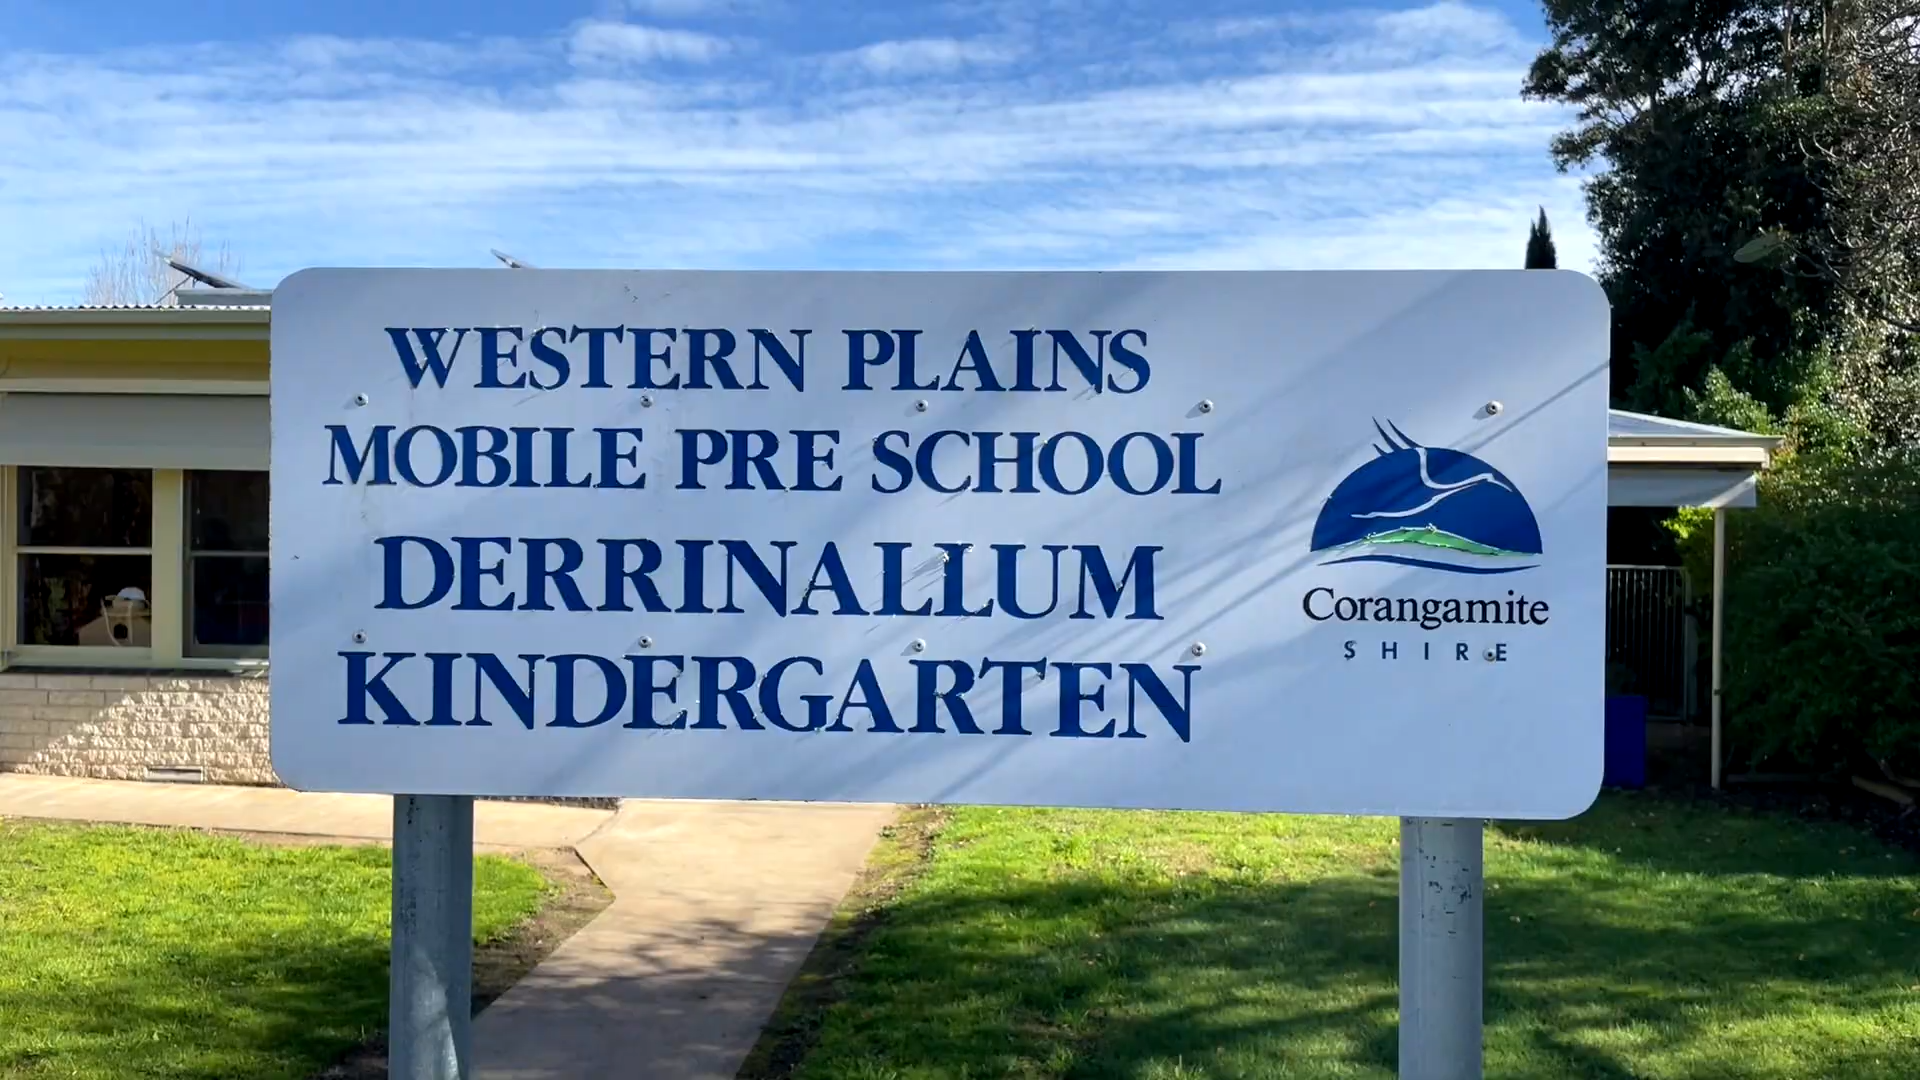 WESTERN PLAINS
MOBILE PRE SCHOOL
DERRINALLUM
KINDERGARTEN
Corangamite
SHIRE